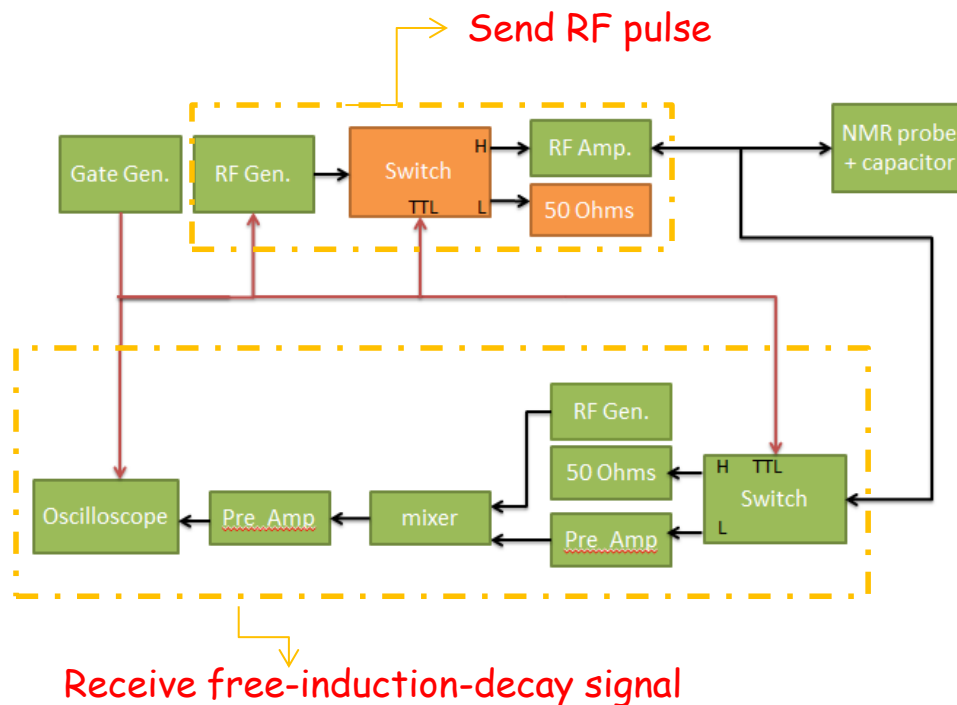 Send RF pulse
Gate Gen.
RF Gen.
Switch
H
L
TTL
RF Amp.
50 Ohms
NMR probe
+ capacitor
RF Gen.
50 Ohms
Pre_Amp
H TTL
Switch
L
mixer
Pre_Amp
Oscilloscope
Receive free-induction-decay signal